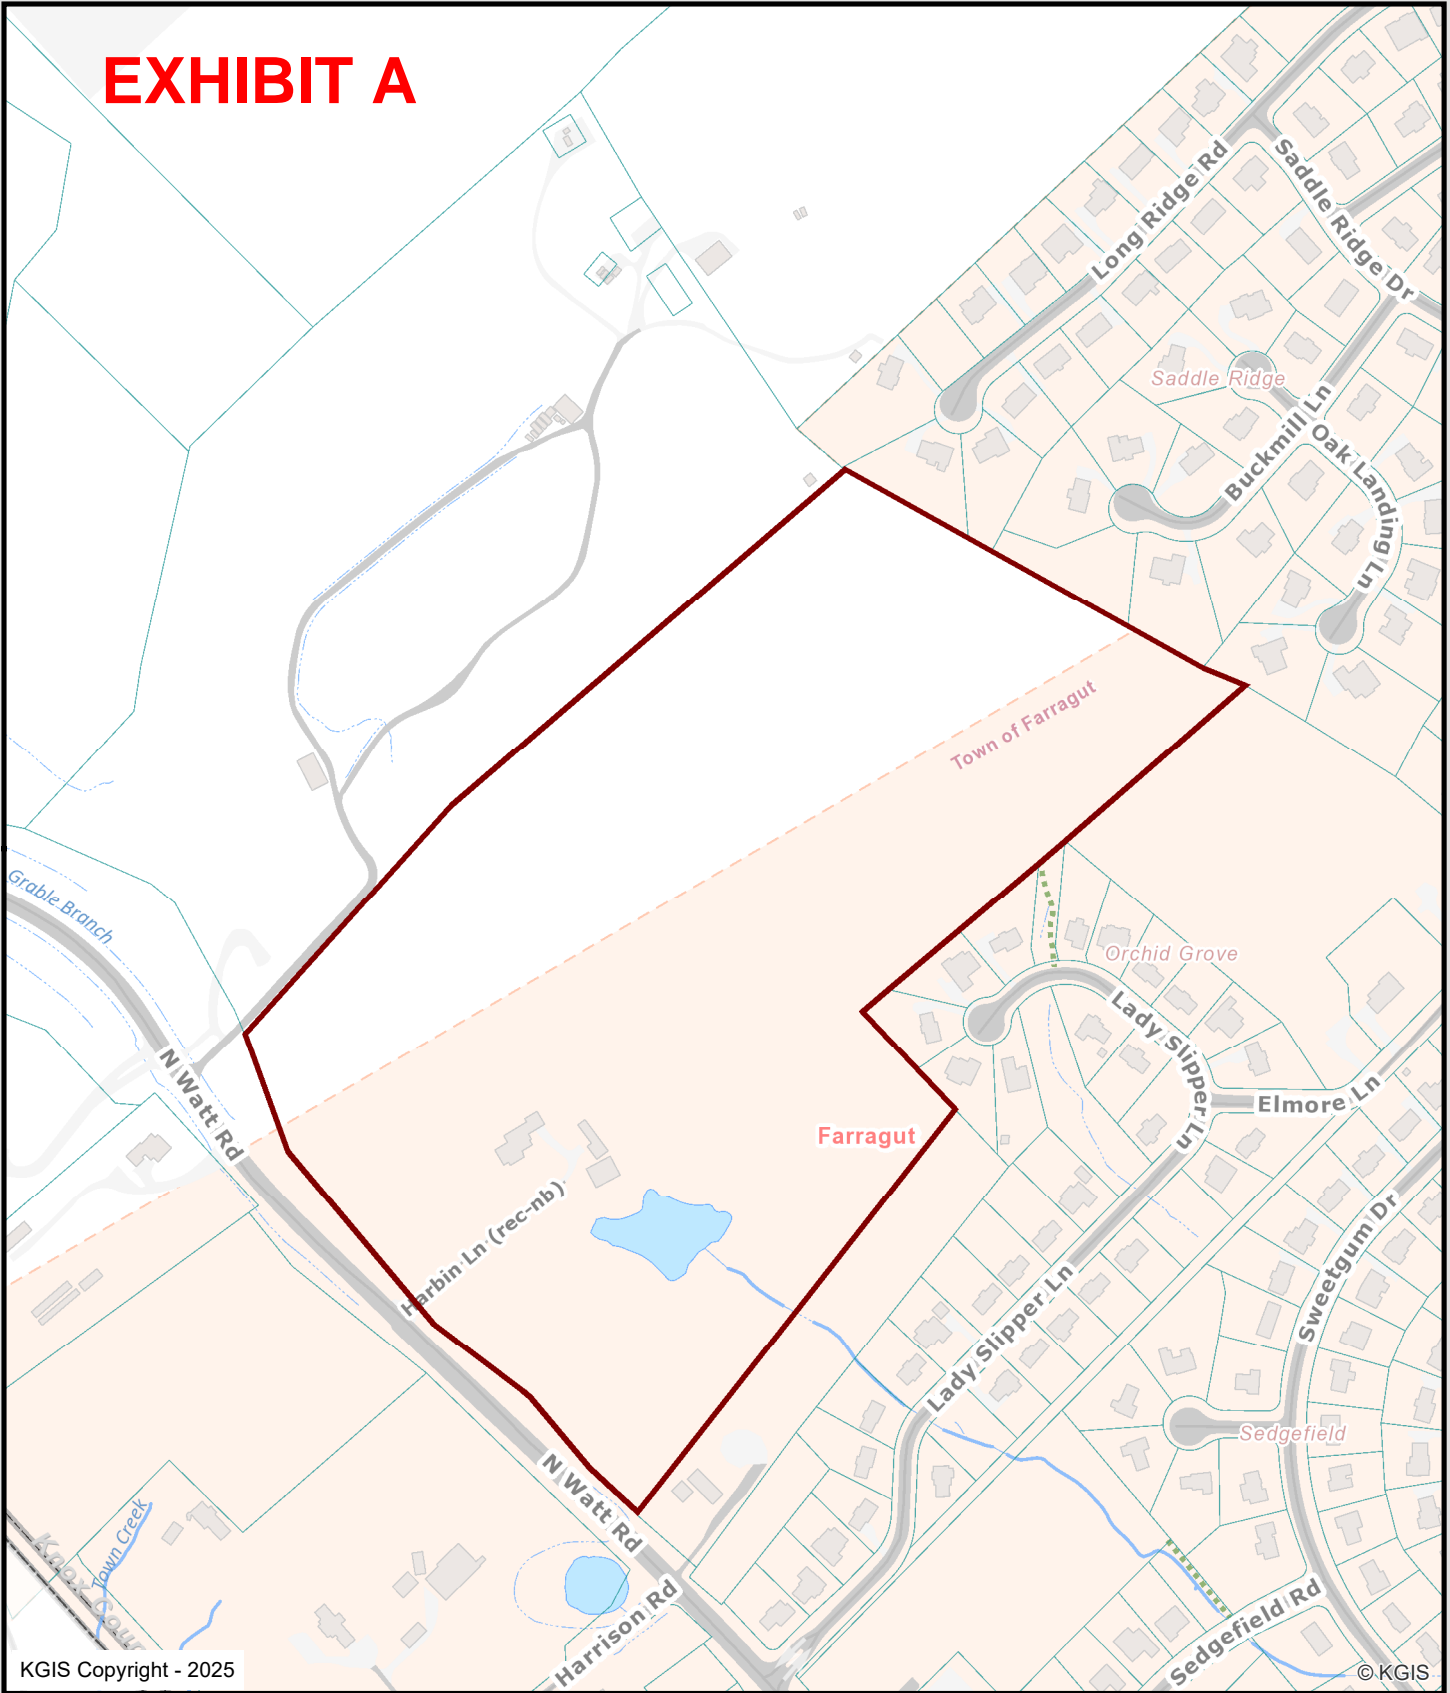 EXHIBIT A
Long Ridge Rd
Saddle Ridge Dr
Saddle Ridge
Buckmill Ln
Oak Landing Ln
Town of Farragut
Grable Branch
Orchid Grove
N Watt Rd
Lady Slipper Ln
Elmore Ln
Farragut
Harbin Ln (rec-nb)
Sweetgum Dr
Lady Slipper Ln
Sedgefield
N Watt Rd
Town Creek
Harrison Rd
Sedgefield Rd
KGIS Copyright - 2025
© KGIS